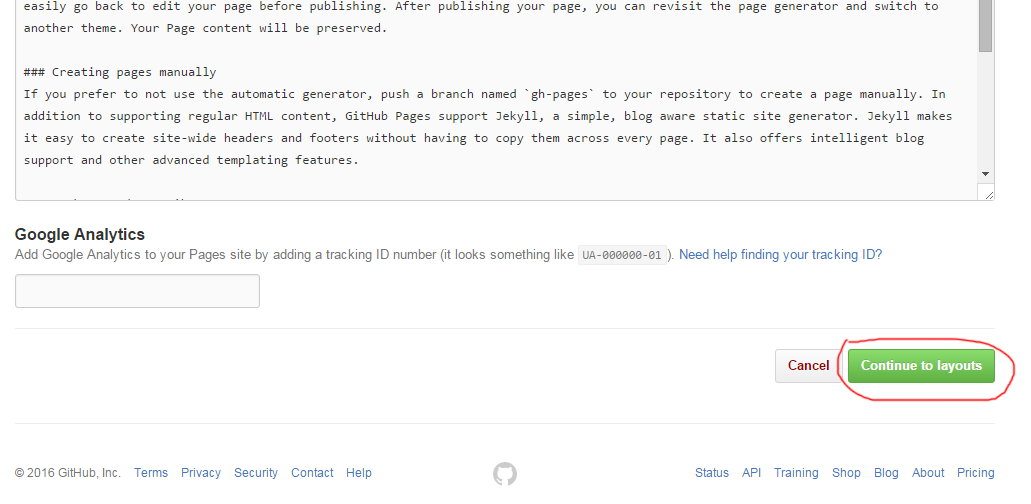 easily go back to edit your page before publishing. After publishing your page, you can revisit the page generator and switch to
another theme. Your Page content will be preserved.
### Creating pages manually
If you prefer to not use the automatic generator, push a branch named `gh-pages` to your repository to create a page manually. In
addition to supporting regular HTML content, GitHub Pages support Jekyll, a simple, blog aware static site generator. Jekyll makes
it easy to create site-wide headers and footers without having to copy them across every page. It also offers intelligent blog
support and other advanced templating features.
Google Analytics
Add Google Analytics to your Pages site by adding a tracking ID number (it looks something like UA-000000-01). Need help finding your tracking ID?
Cancel Continue to layouts
© 2016 GitHub, Inc. Terms Privacy Security Contact Help Status API Training Shop Blog About Pricing